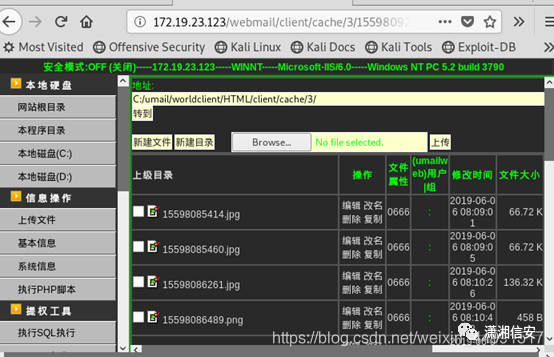 172.19.23.123/webmail/client/cache/3/1559809
Most Visited
Offensive Security
Kali Linux
Kali Docs
Kali Tools
Exploit-DB
安全模式:OFF (关闭)-----172.19.23.123-----WINNT-----Microsoft-IIS/6.0-----Windows NT PC 5.2 build 3790
本地硬盘
网站根目录
本程序目录
本地磁盘(C:)
本地磁盘(D:)
信息操作
上传文件
基本信息
系统信息
执行PHP脚本
提权工具
执行SQL执行
地址:
C:/umail/worldclient/HTML/client/cache/3/
转到
新建文件 新建目录 Browse... No file selected. 上传
上级目录 操作 文件属性 (umailweb)用户|组 修改时间 文件大小
15598085414.jpg 编辑 改名 删除 复制 0666 : 2019-06-06 08:09:01 66.72 K
15598085460.jpg 编辑 改名 删除 复制 0666 : 2019-06-06 08:09:05 66.72 K
15598086261.jpg 编辑 改名 删除 复制 0666 : 2019-06-06 08:10:26 136.32 K
15598086489.png 编辑 改名 删除 复制 0666 : 2019-06-06 08:10:4 458 B
潇湘信安